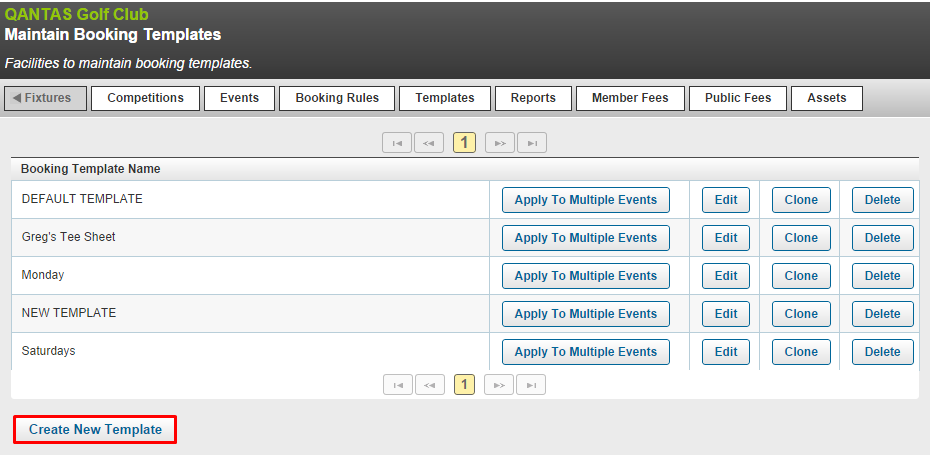 QANTAS Golf Club
Maintain Booking Templates
Facilities to maintain booking templates.
Fixtures Competitions Events Booking Rules Templates Reports Member Fees Public Fees Assets
1
Booking Template Name
DEFAULT TEMPLATE Apply To Multiple Events Edit Clone Delete
Greg's Tee Sheet Apply To Multiple Events Edit Clone Delete
Monday Apply To Multiple Events Edit Clone Delete
NEW TEMPLATE Apply To Multiple Events Edit Clone Delete
Saturdays Apply To Multiple Events Edit Clone Delete
1
Create New Template